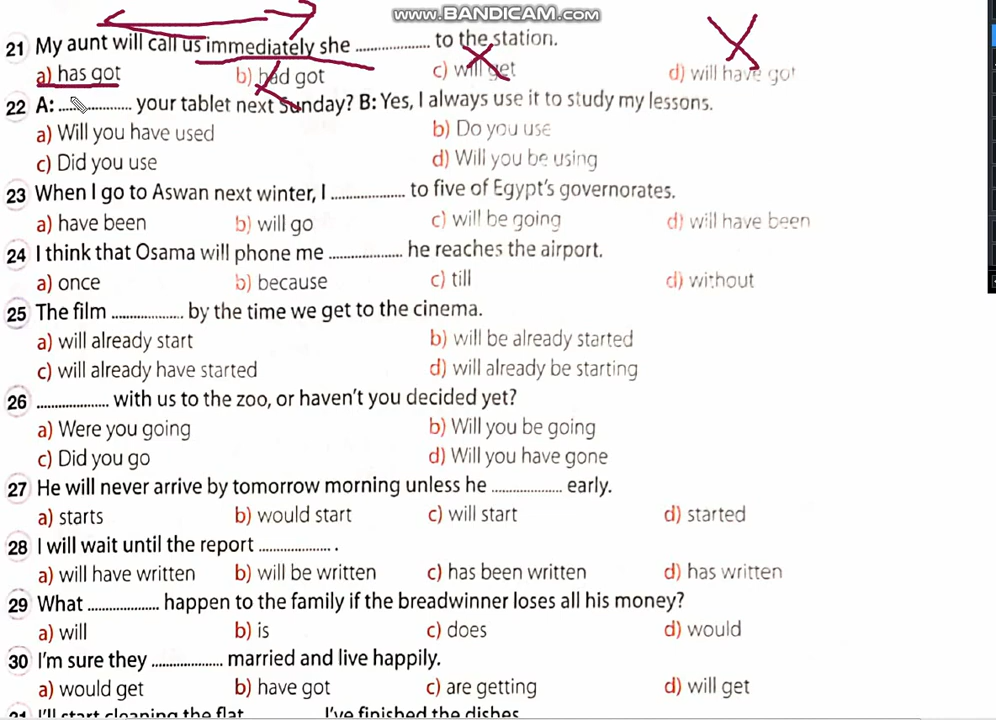 www.BANDICAM.com
21 My aunt will call us immediately she .................. to the station.
a) has got b) had got c) will get d) will have got
22 A: .................. your tablet next Sunday? B: Yes, I always use it to study my lessons.
a) Will you have used b) Do you use
c) Did you use d) Will you be using
23 When I go to Aswan next winter, I .................. to five of Egypt's governorates.
a) have been b) will go c) will be going d) will have been
24 I think that Osama will phone me .................. he reaches the airport.
a) once b) because c) till d) without
25 The film .................. by the time we get to the cinema.
a) will already start b) will be already started
c) will already have started d) will already be starting
26 .................. with us to the zoo, or haven't you decided yet?
a) Were you going b) Will you be going
c) Did you go d) Will you have gone
27 He will never arrive by tomorrow morning unless he .................. early.
a) starts b) would start c) will start d) started
28 I will wait until the report .................. .
a) will have written b) will be written c) has been written d) has written
29 What .................. happen to the family if the breadwinner loses all his money?
a) will b) is c) does d) would
30 I'm sure they .................. married and live happily.
a) would get b) have got c) are getting d) will get
I'll start cleaning the flat .................. I've finished the dishes